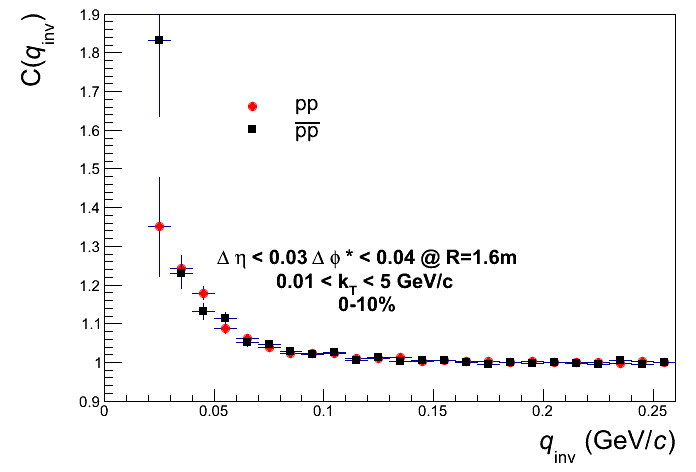 C(q_inv)
1.9
1.8
1.7
1.6
1.5
1.4
1.3
1.2
1.1
1
0.9
pp
p̅p̅
Δ η < 0.03 Δ ϕ * < 0.04 @ R=1.6m
0.01 < k_T < 5 GeV/c
0-10%
0 0.05 0.1 0.15 0.2 0.25
q_inv (GeV/c)